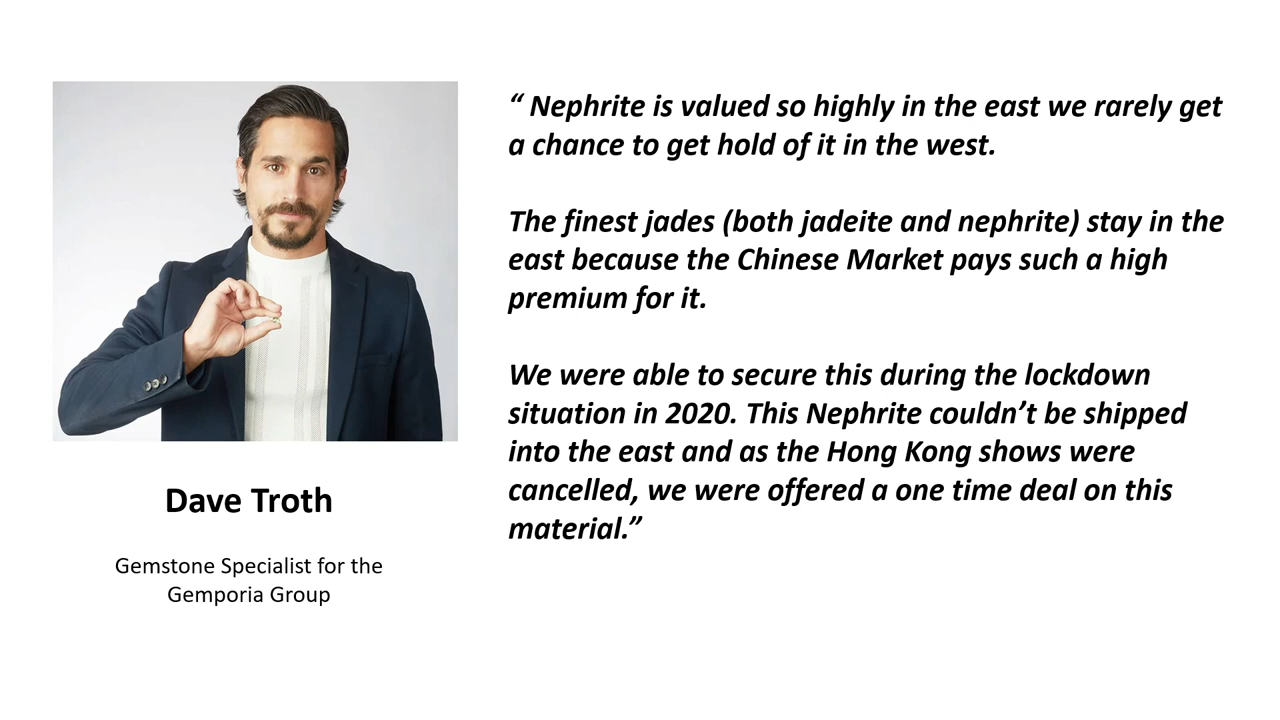 “ Nephrite is valued so highly in the east we rarely get
a chance to get hold of it in the west.
The finest jades (both jadeite and nephrite) stay in the
east because the Chinese Market pays such a high
premium for it.
We were able to secure this during the lockdown
situation in 2020. This Nephrite couldn’t be shipped
into the east and as the Hong Kong shows were
cancelled, we were offered a one time deal on this
material.”
Dave Troth
Gemstone Specialist for the
Gemporia Group